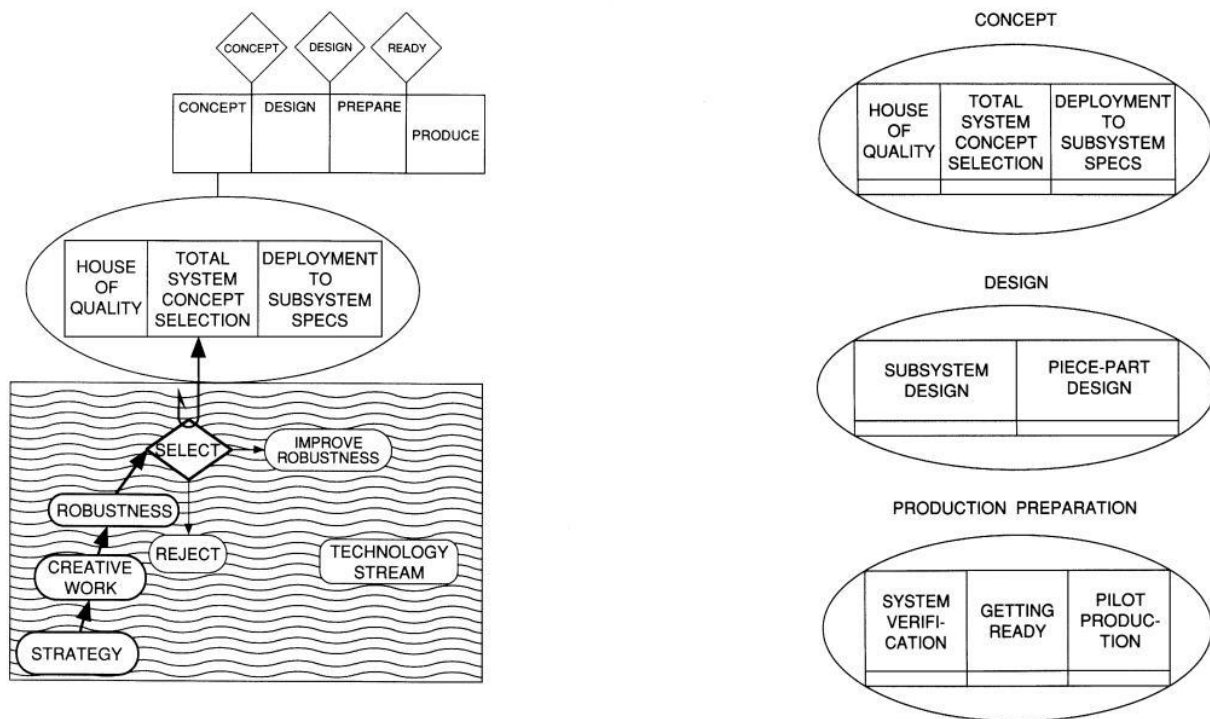 CONCEPT
DESIGN
READY
CONCEPT
DESIGN
PREPARE
PRODUCE
HOUSE
OF
QUALITY
TOTAL
SYSTEM
CONCEPT
SELECTION
DEPLOYMENT
TO
SUBSYSTEM
SPECS
SELECT
IMPROVE
ROBUSTNESS
ROBUSTNESS
REJECT
TECHNOLOGY
STREAM
CREATIVE
WORK
STRATEGY
CONCEPT
HOUSE
OF
QUALITY
TOTAL
SYSTEM
CONCEPT
SELECTION
DEPLOYMENT
TO
SUBSYSTEM
SPECS
DESIGN
SUBSYSTEM
DESIGN
PIECE-PART
DESIGN
PRODUCTION PREPARATION
SYSTEM
VERIFI-
CATION
GETTING
READY
PILOT
PRODUC-
TION